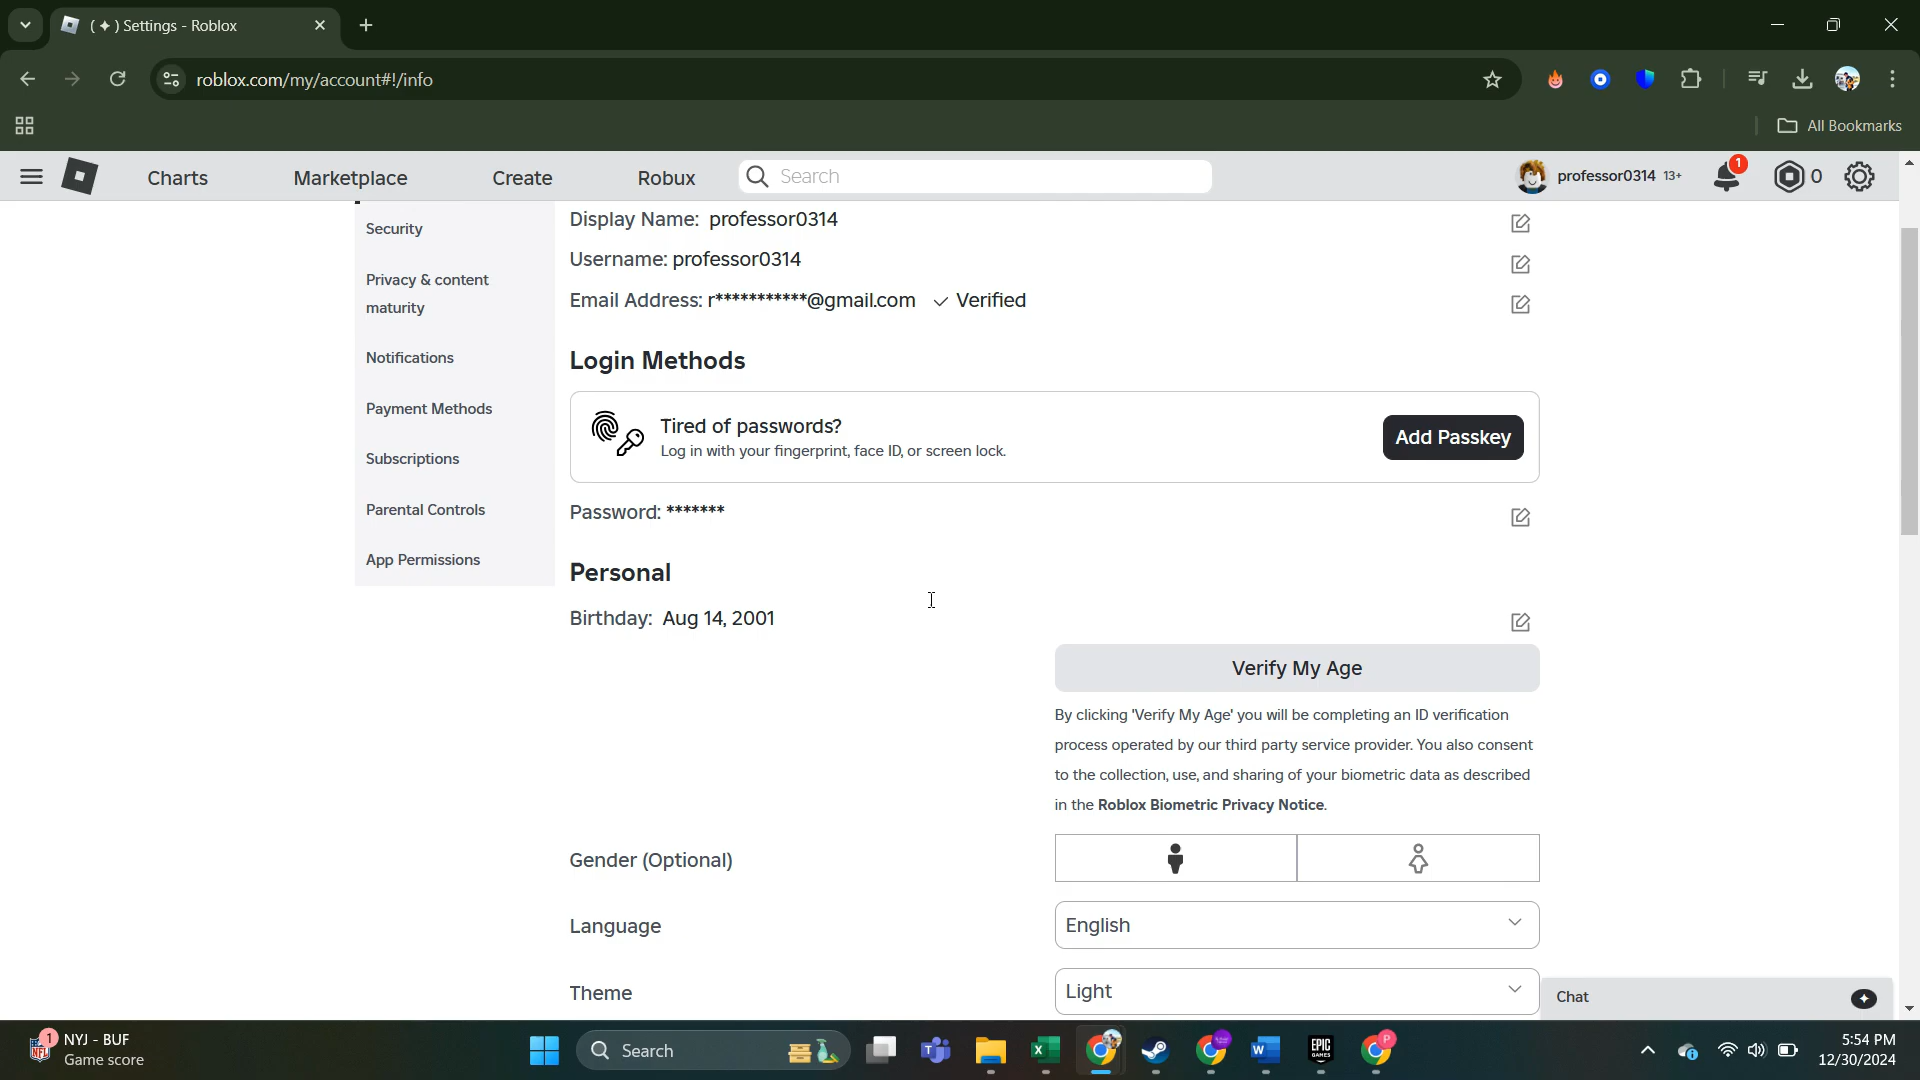 ( ✦ ) Settings - Roblox
roblox.com/my/account#!/info
All Bookmarks
Charts
Marketplace
Create
Robux
Search
professor0314 13+
1
0
Security
Privacy & content
maturity
Notifications
Payment Methods
Subscriptions
Parental Controls
App Permissions
Display Name: professor0314
Username: professor0314
Email Address: r***********@gmail.com ✓ Verified
Login Methods
Tired of passwords?
Log in with your fingerprint, face ID, or screen lock.
Add Passkey
Password: *******
Personal
Birthday: Aug 14, 2001
Verify My Age
By clicking 'Verify My Age' you will be completing an ID verification
process operated by our third party service provider. You also consent
to the collection, use, and sharing of your biometric data as described
in the Roblox Biometric Privacy Notice.
Gender (Optional)
Language
English
Theme
Light
Chat
1
NYJ - BUF
Game score
Search
EPIC
GAMES
P
5:54 PM
12/30/2024